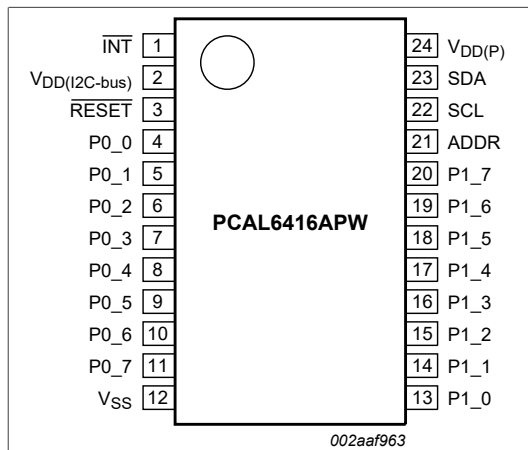 INT 1 24 VDD(P)
VDD(I2C-bus) 2 23 SDA
RESET 3 22 SCL
P0_0 4 21 ADDR
P0_1 5 20 P1_7
P0_2 6 19 P1_6
PCAL6416APW
P0_3 7 18 P1_5
P0_4 8 17 P1_4
P0_5 9 16 P1_3
P0_6 10 15 P1_2
P0_7 11 14 P1_1
VSS 12 13 P1_0
002aaf963